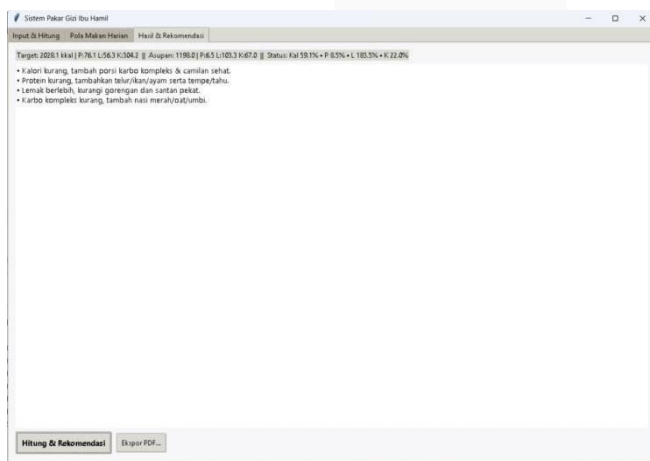 Sistem Pakar Gizi Ibu Hamil
Input & Hitung Pola Makan Harian Hasil & Rekomendasi
Target: 2028.1 kkal | P:76.1 L:56.3 K:304.2 || Asupan: 1198.0 | P:6.5 L:103.3 K:67.0 || Status: Kal 59.1% • P 8.5% • L 183.5% • K 22.0%
• Kalori kurang, tambah porsi karbo kompleks & camilan sehat.
• Protein kurang, tambahkan telur/ikan/ayam serta tempe/tahu.
• Lemak berlebih, kurangi gorengan dan santan pekat.
• Karbo kompleks kurang, tambah nasi merah/oat/umbi.
Hitung & Rekomendasi Ekspor PDF...